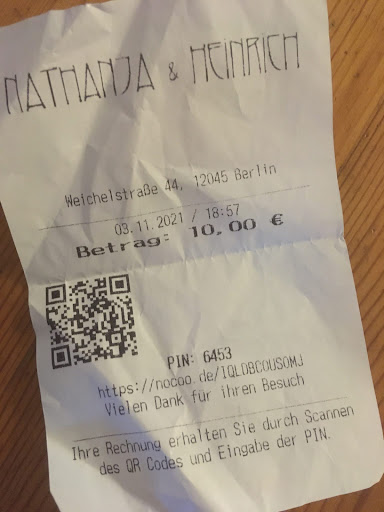 NATHANJA & HEINRICH
Weichelstraße 44, 12045 Berlin
03.11.2021 / 18:57
Betrag: 10,00 €
PIN: 6453
https://nocoo.de/IQLDBCOUSOMJ
Vielen Dank für ihren Besuch
Ihre Rechnung erhalten Sie durch Scannen
des QR Codes und Eingabe der PIN.